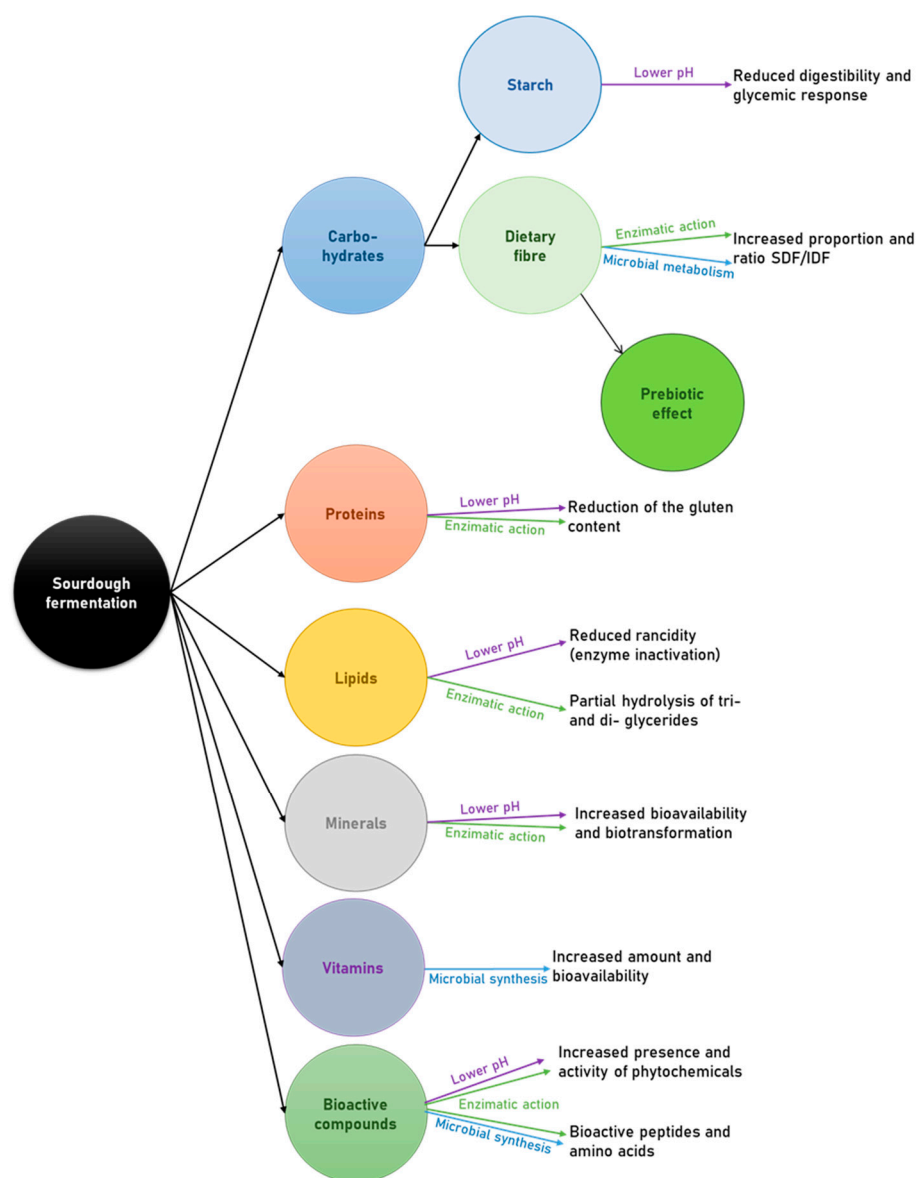 Starch
Lower pH
Reduced digestibility and
glycemic response
Carbo-
hydrates
Dietary
fibre
Enzimatic action
Microbial metabolism
Increased proportion and
ratio SDF/IDF
Prebiotic
effect
Sourdough
fermentation
Proteins
Lower pH
Enzimatic action
Reduction of the gluten
content
Lipids
Lower pH
Reduced rancidity
(enzyme inactivation)
Enzimatic action
Partial hydrolysis of tri-
and di- glycerides
Minerals
Lower pH
Enzimatic action
Increased bioavailability
and biotransformation
Vitamins
Microbial synthesis
Increased amount and
bioavailability
Bioactive
compounds
Lower pH
Increased presence and
activity of phytochemicals
Enzimatic action
Microbial synthesis
Bioactive peptides and
amino acids